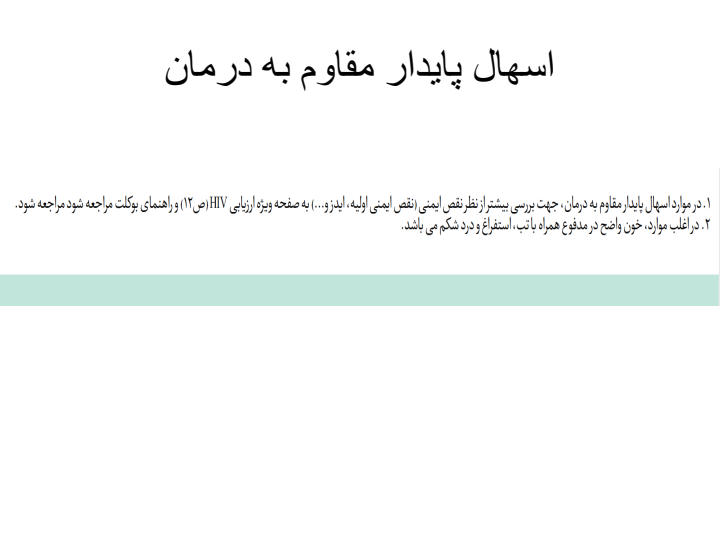 اسهال پایدار مقاوم به درمان
۱. در موارد اسهال پایدار مقاوم به درمان، جهت بررسی بیشتر از نظر نقص ایمنی (نقص ایمنی اولیه، ایدز و...) به صفحه ویژه ارزیابی HIV (ص۱۲) و راهنمای بوکلت مراجعه شود مراجعه شود.
۲. در اغلب موارد، خون واضح در مدفوع همراه با تب، استفراغ و درد شکم می باشد.